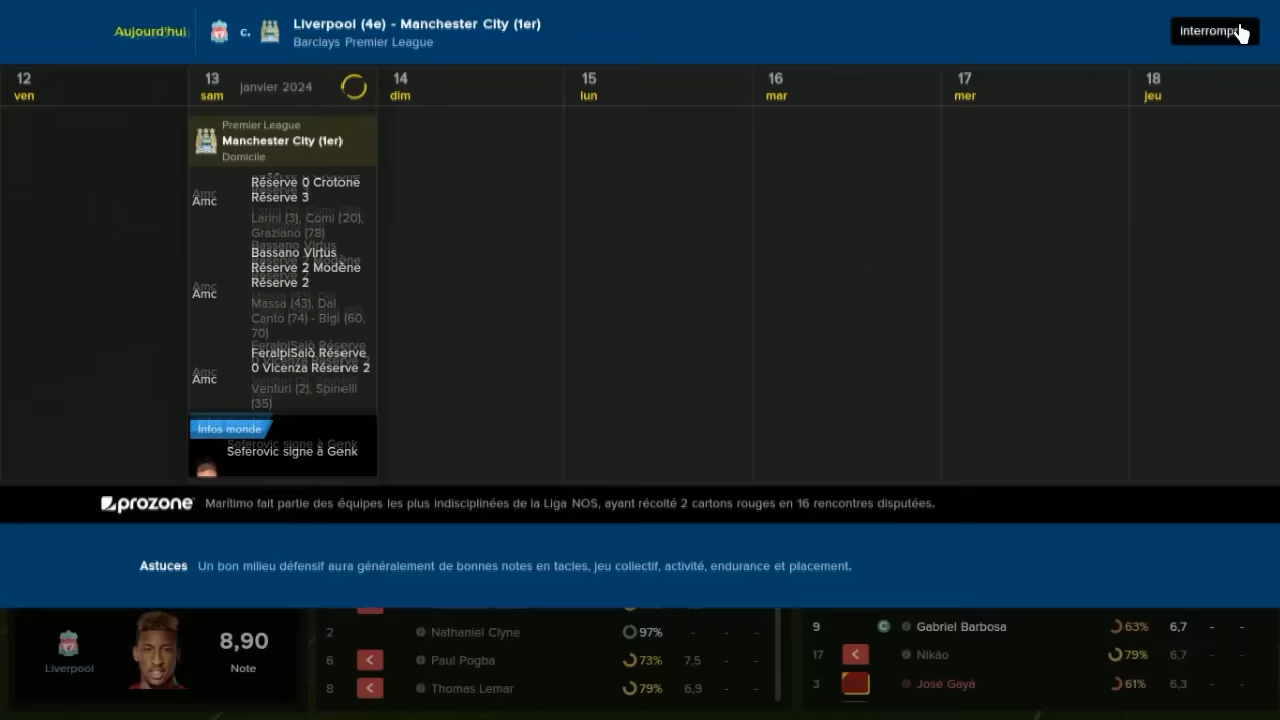 Aujourd'hui
c.
Liverpool (4e) - Manchester City (1er)
Barclays Premier League
12
ven
13
sam
janvier 2024
14
dim
15
lun
16
mar
17
mer
18
jeu
Premier League
Manchester City (1er)
Domicile
Amc
Réserve 0 Crotone
Réserve 3
Larini (3), Comi (20),
Graziano (78)
Amc
Bassano Virtus
Réserve 2 Modène
Réserve 2
Massa (43), Dal
Canto (74) - Bigi (60,
70)
Amc
FeralpiSalò Réserve
0 Vicenza Réserve 2
Venturi (2), Spinelli
(35)
Infos monde
Seferovic signe à Genk
prozone
Marítimo fait partie des équipes les plus indisciplinées de la Liga NOS, ayant récolté 2 cartons rouges en 16 rencontres disputées.
Astuces
Un bon milieu défensif aura généralement de bonnes notes en tacles, jeu collectif, activité, endurance et placement.
Liverpool
8,90
Note
2 Nathaniel Clyne 97% - - -
6 Paul Pogba 73% 7,5 - -
8 Thomas Lemar 79% 6,9 - -
9 C Gabriel Barbosa 63% 6,7 - -
17 Nikão 79% 6,7 - -
3 José Gayá 61% 6,3 - -